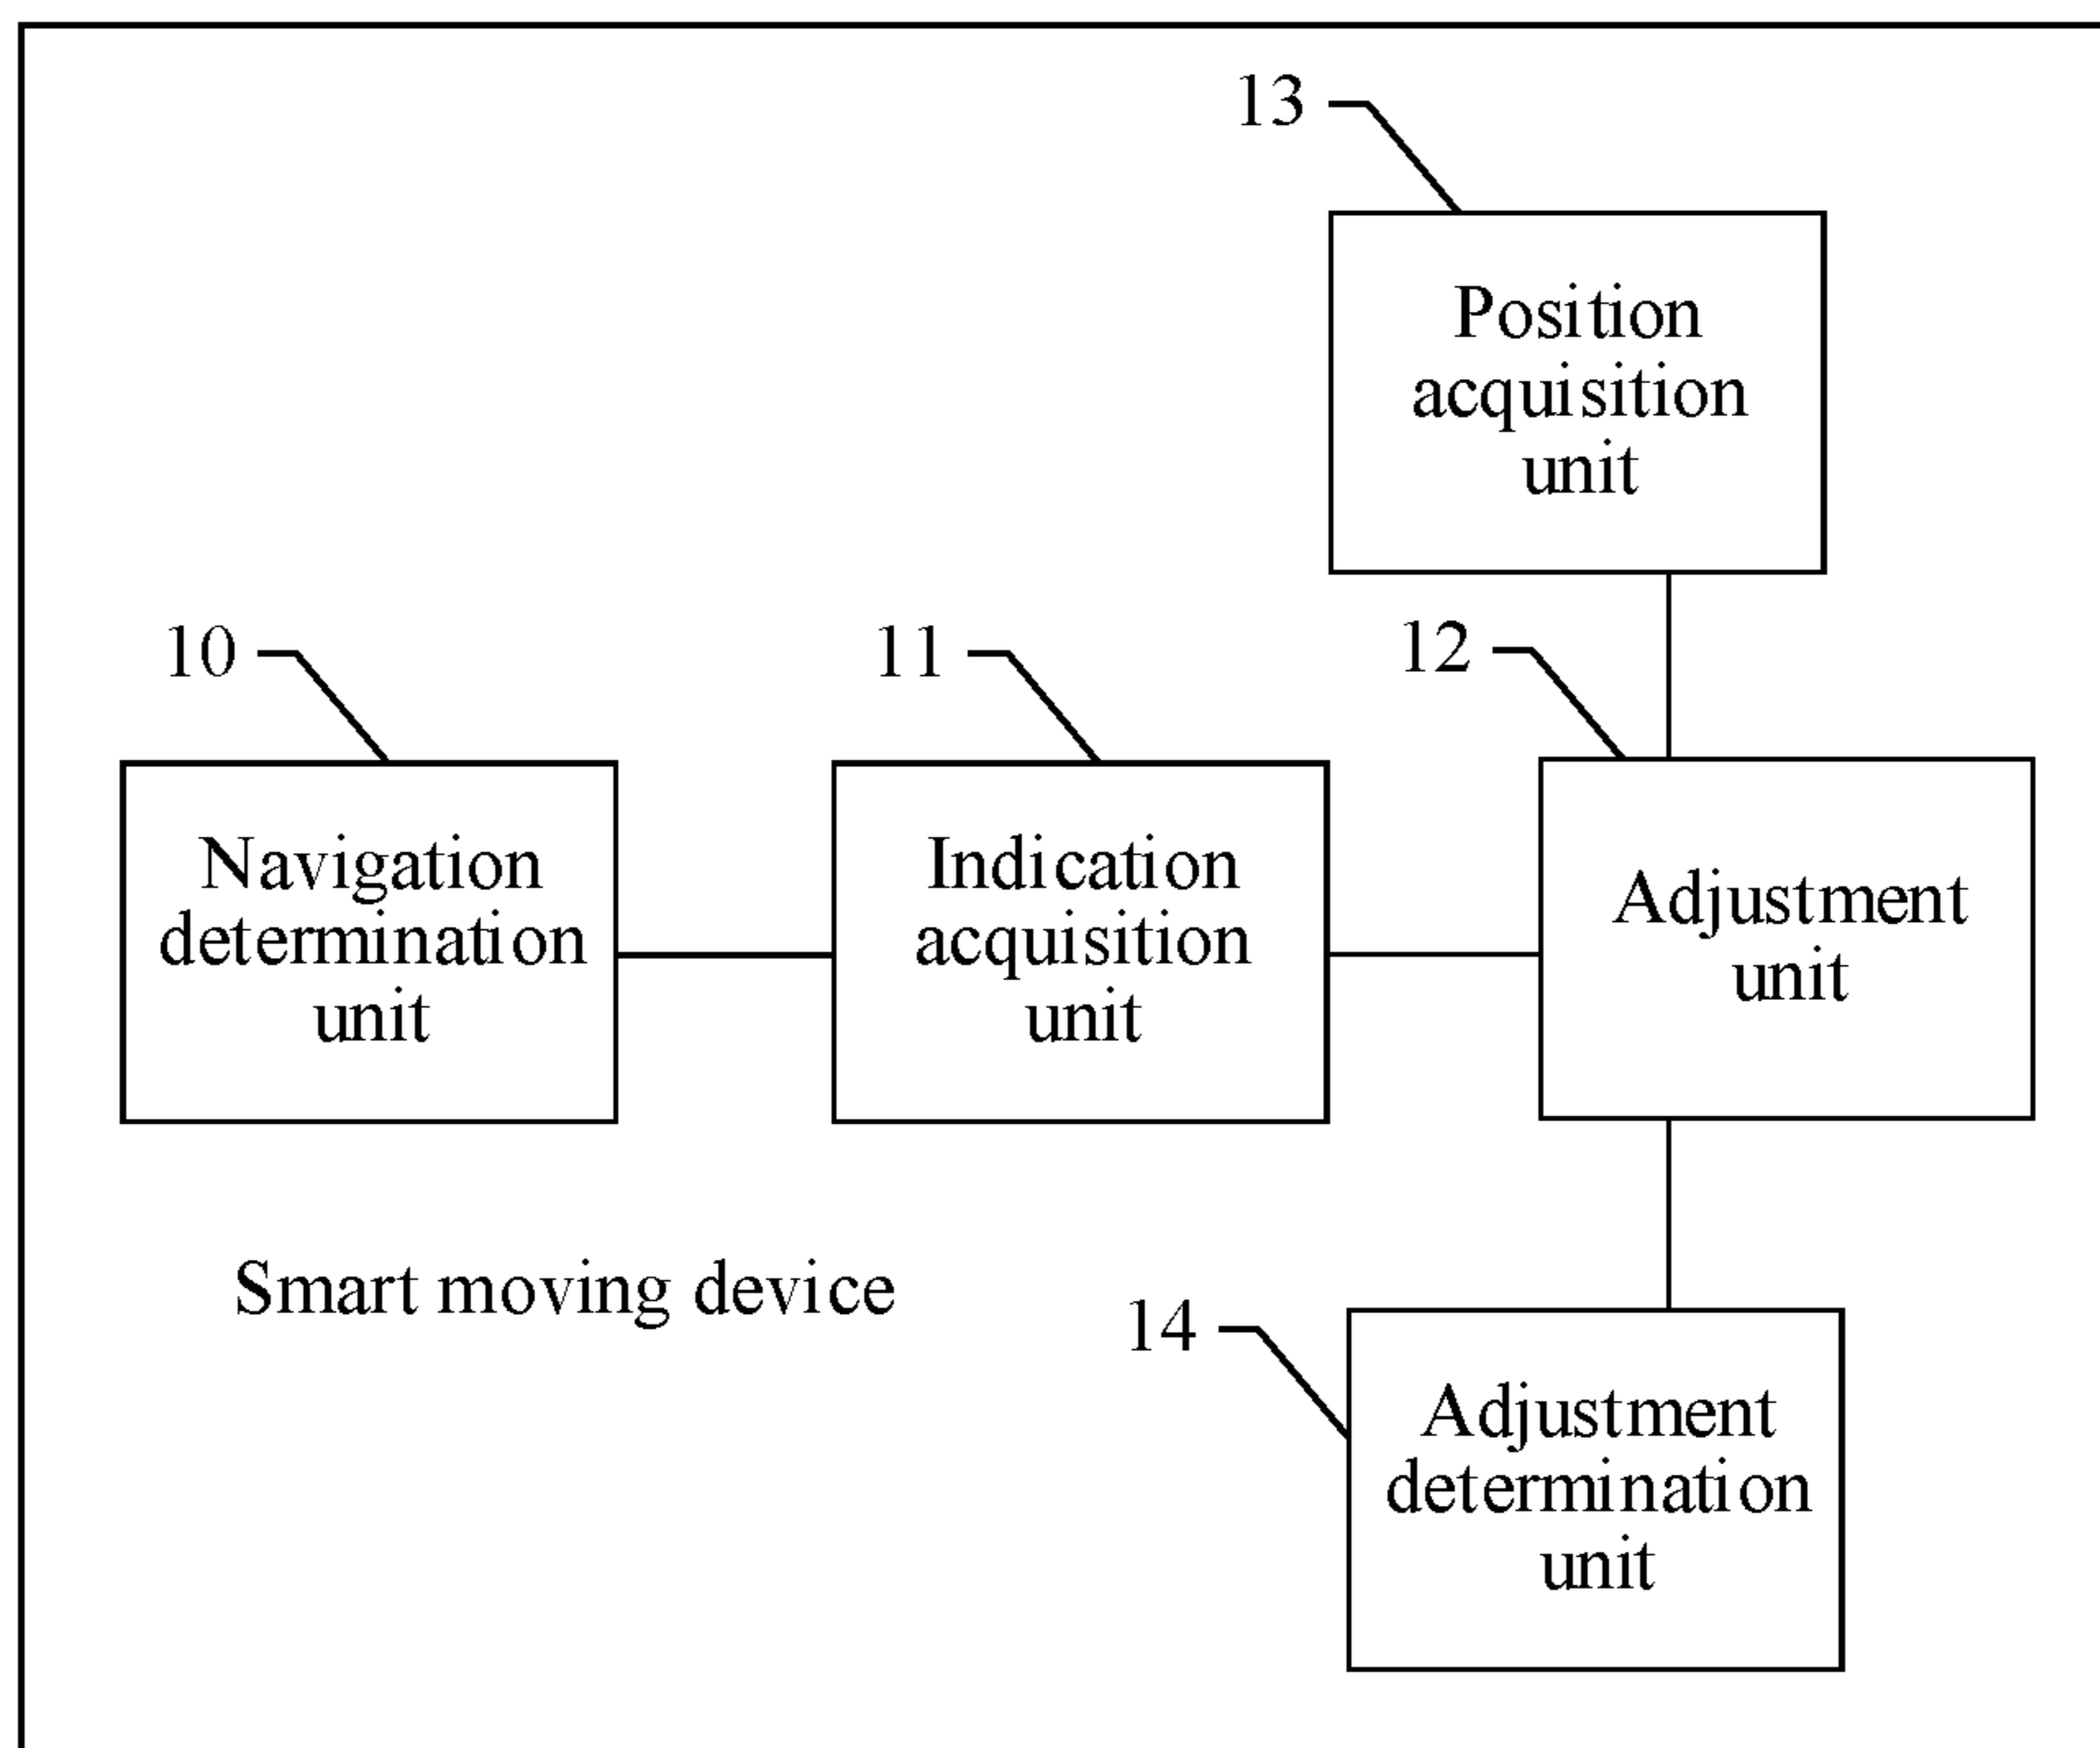 13
Position
acquisition
unit
10
11
12
Navigation
determination
unit
Indication
acquisition
unit
Adjustment
unit
Smart moving device
14
Adjustment
determination
unit